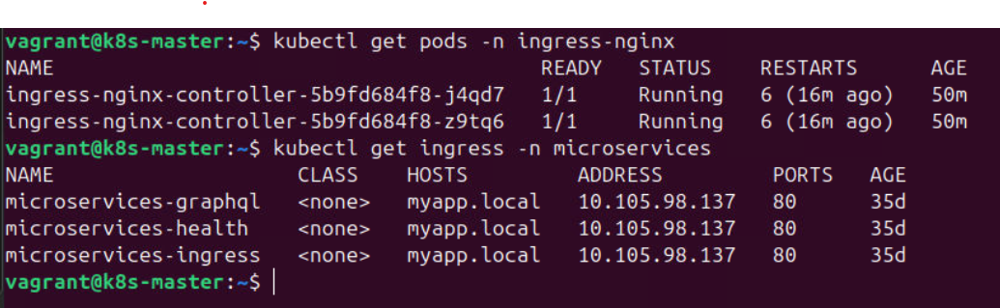 vagrant@k8s-master:~$ kubectl get pods -n ingress-nginx
NAME READY STATUS RESTARTS AGE
ingress-nginx-controller-5b9fd684f8-j4qd7 1/1 Running 6 (16m ago) 50m
ingress-nginx-controller-5b9fd684f8-z9tq6 1/1 Running 6 (16m ago) 50m
vagrant@k8s-master:~$ kubectl get ingress -n microservices
NAME CLASS HOSTS ADDRESS PORTS AGE
microservices-graphql <none> myapp.local 10.105.98.137 80 35d
microservices-health <none> myapp.local 10.105.98.137 80 35d
microservices-ingress <none> myapp.local 10.105.98.137 80 35d
vagrant@k8s-master:~$